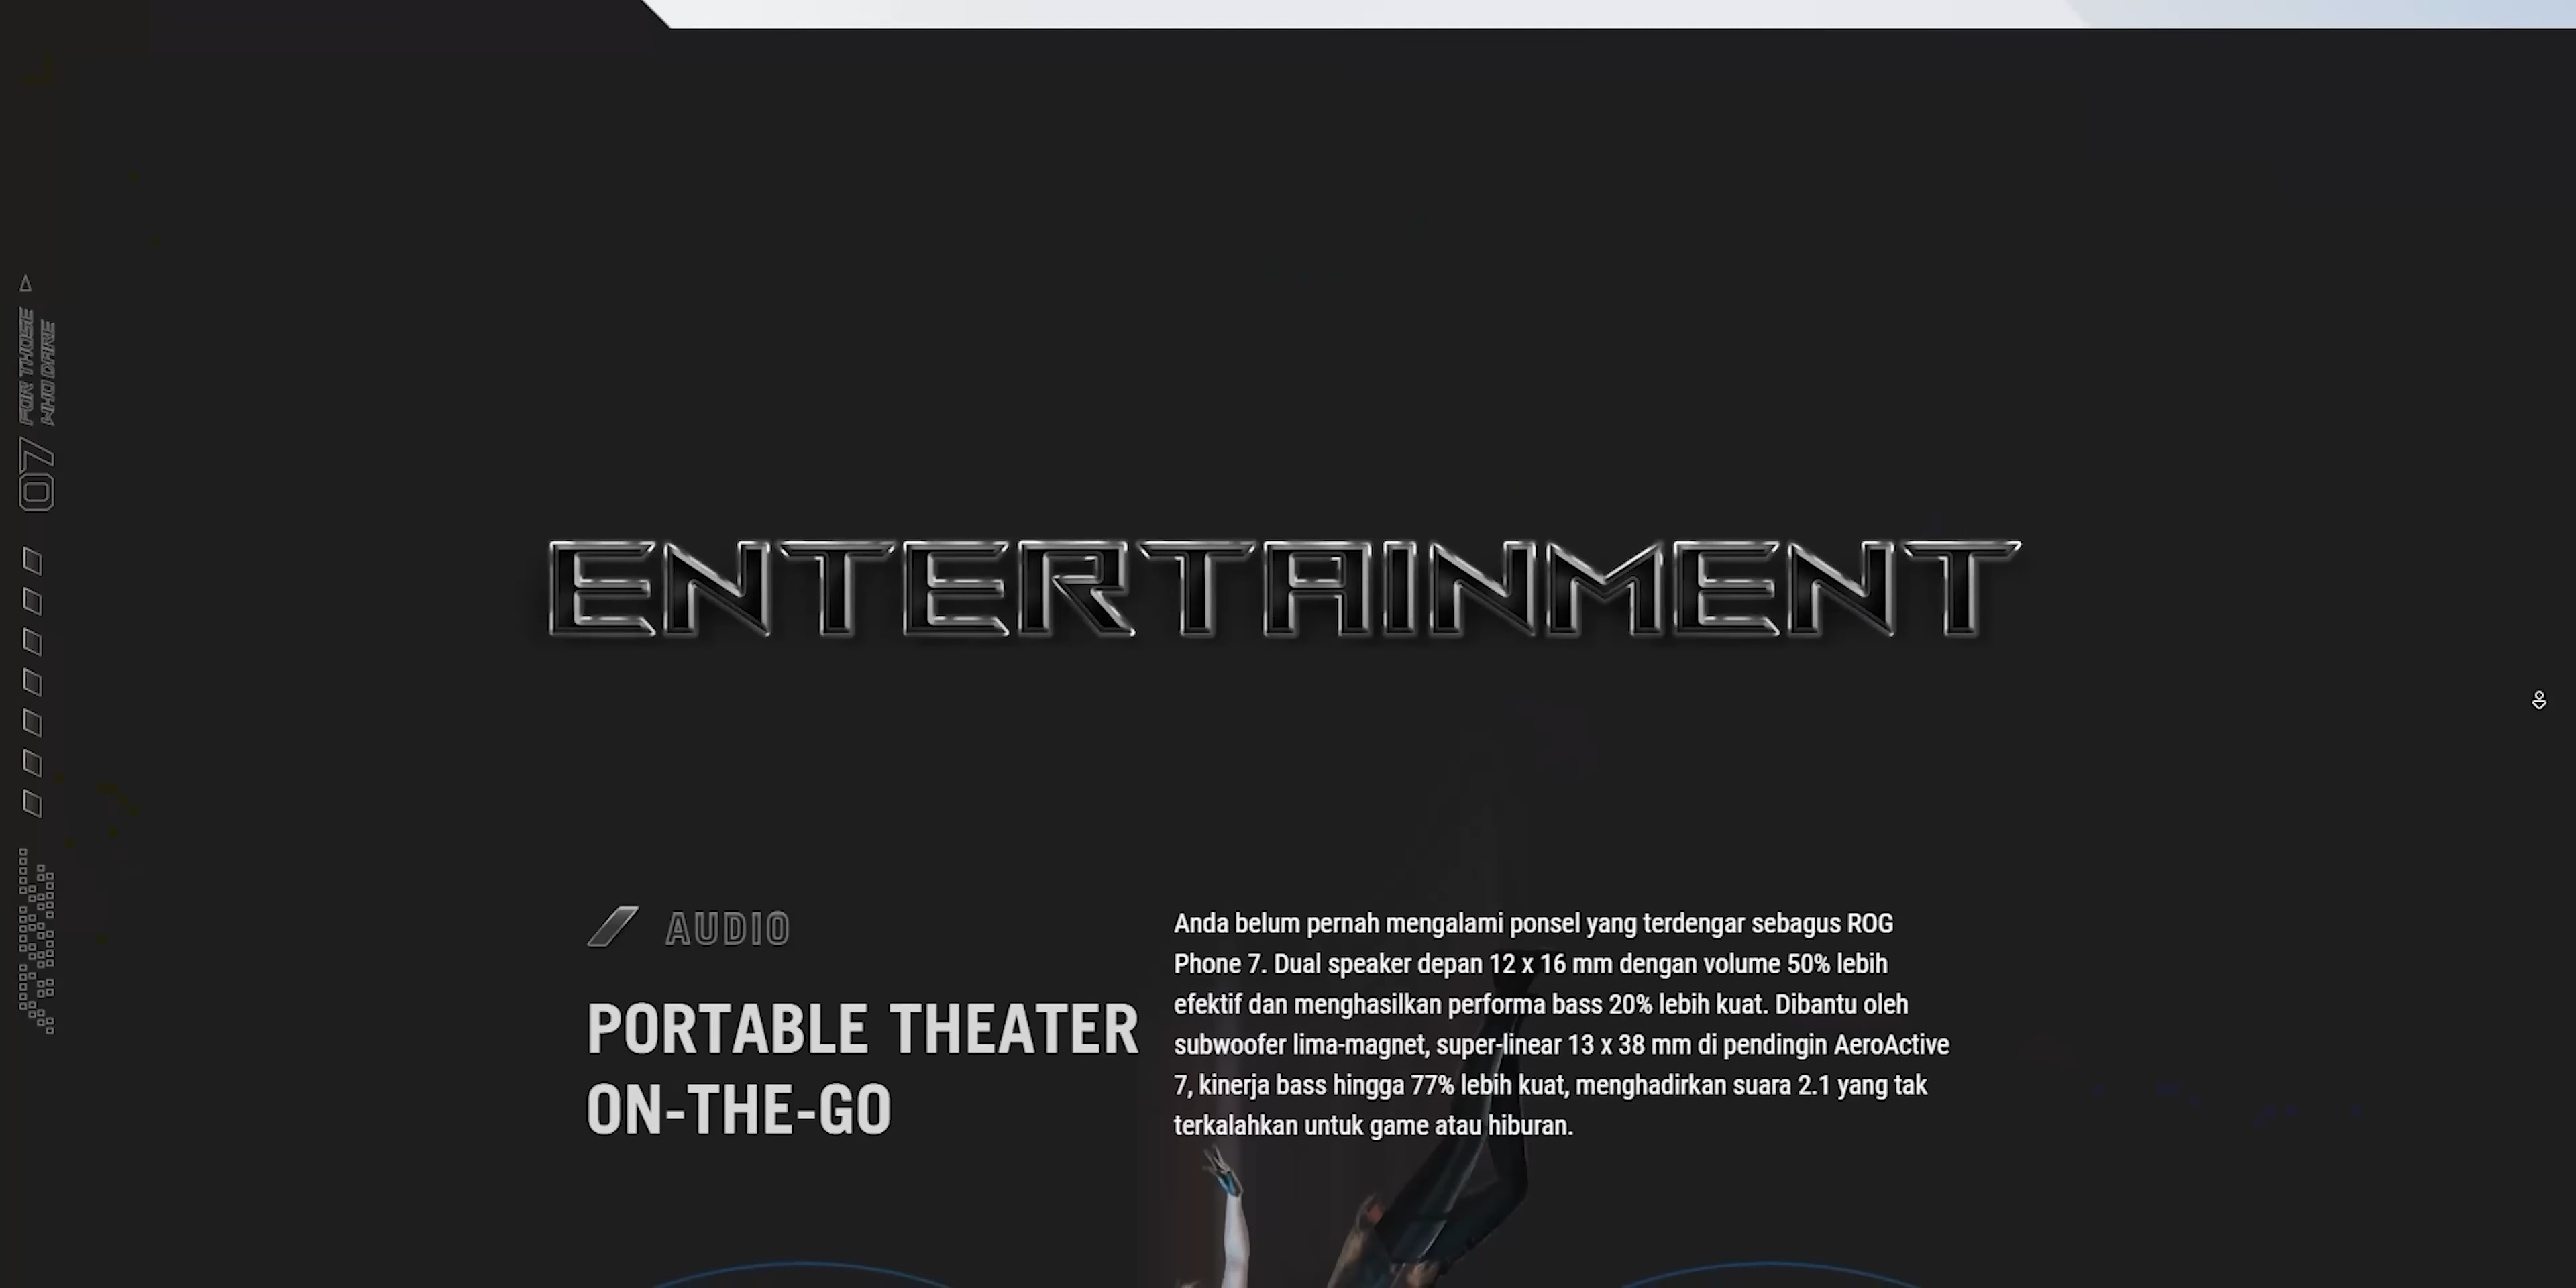 FOR THOSE
WHO DARE
07
ENTERTAINMENT
AUDIO
PORTABLE THEATER
ON-THE-GO
Anda belum pernah mengalami ponsel yang terdengar sebagus ROG
Phone 7. Dual speaker depan 12 x 16 mm dengan volume 50% lebih
efektif dan menghasilkan performa bass 20% lebih kuat. Dibantu oleh
subwoofer lima-magnet, super-linear 13 x 38 mm di pendingin AeroActive
7, kinerja bass hingga 77% lebih kuat, menghadirkan suara 2.1 yang tak
terkalahkan untuk game atau hiburan.